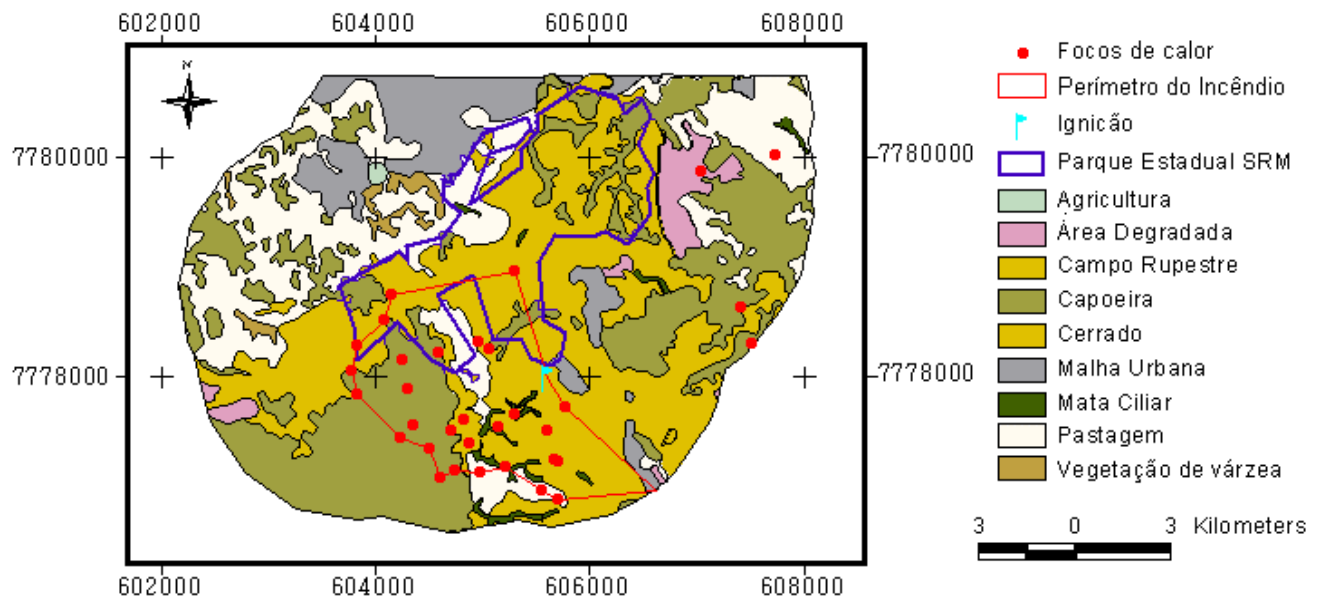 602000 604000 606000 608000
N
7780000 7780000
7778000 7778000
602000 604000 606000 608000
Focos de calor
Perímetro do Incêndio
Ignicão
Parque Estadual SRM
Agricultura
Área Degradada
Campo Rupestre
Capoeira
Cerrado
Malha Urbana
Mata Ciliar
Pastagem
Vegetação de várzea
3 0 3 Kilometers